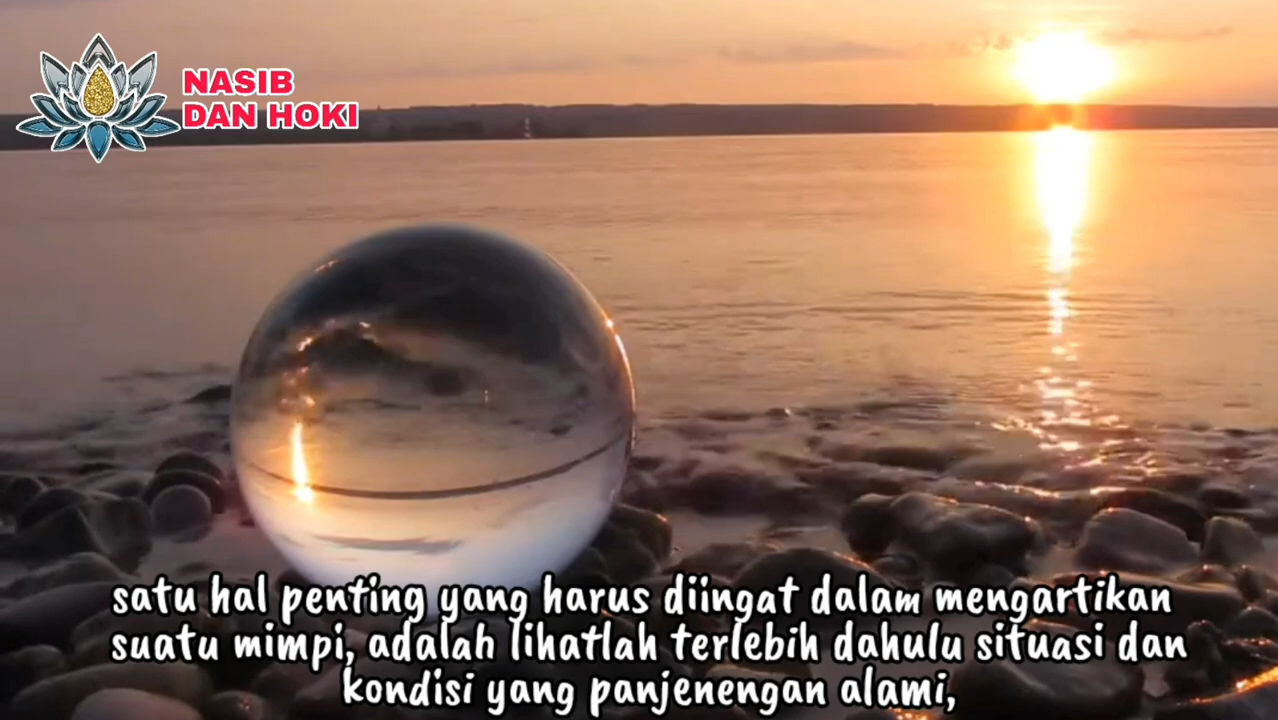 NASIB
DAN HOKI
satu hal penting yang harus diingat dalam mengartikan
suatu mimpi, adalah lihatlah terlebih dahulu situasi dan
kondisi yang panjenengan alami,